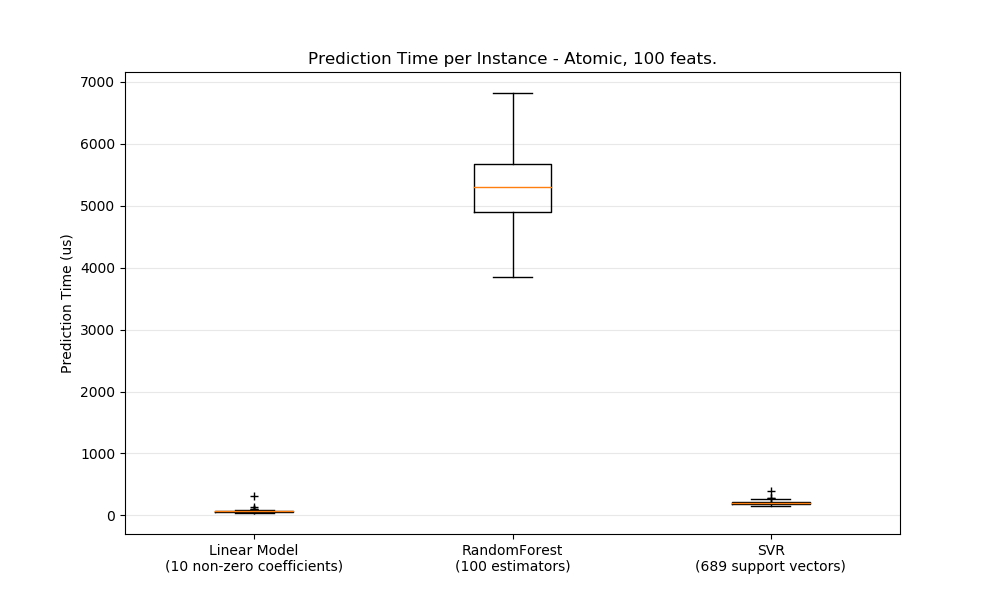 Prediction Time per Instance - Atomic, 100 feats.
7000
6000
5000
4000
3000
2000
1000
0
Prediction Time (us)
Linear Model
(10 non-zero coefficients)
RandomForest
(100 estimators)
SVR
(689 support vectors)